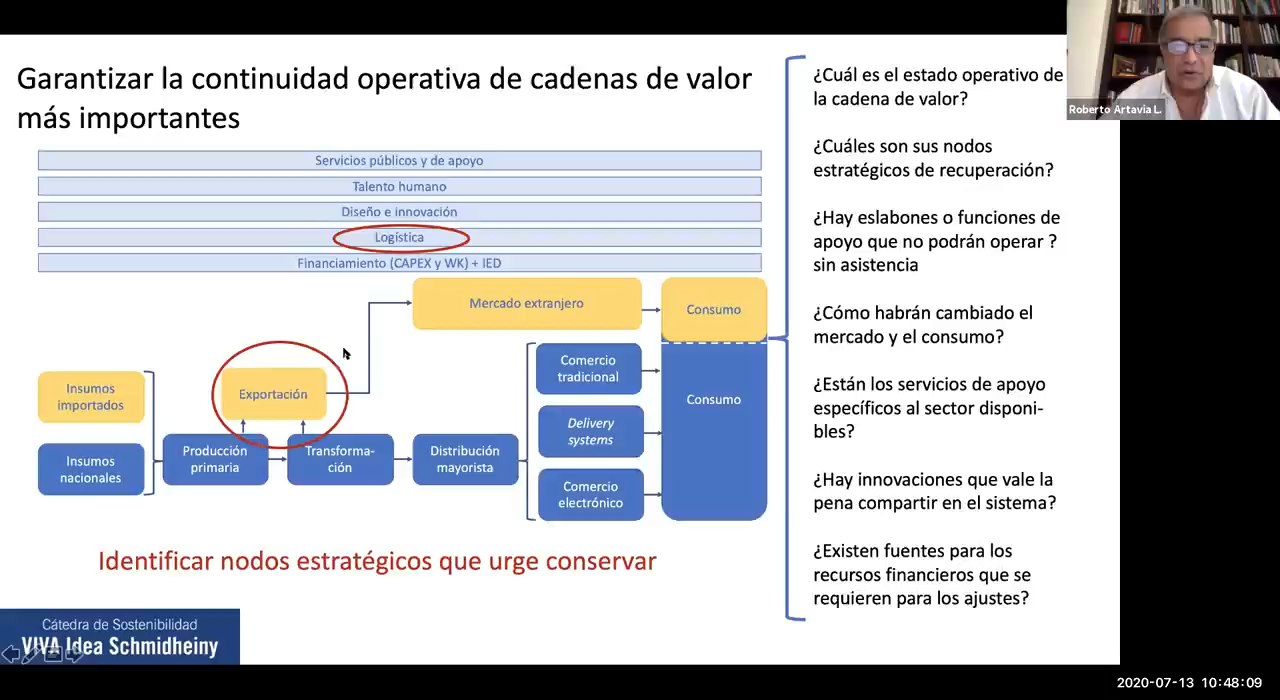 Garantizar la continuidad operativa de cadenas de valor
más importantes
Servicios públicos y de apoyo
Talento humano
Diseño e innovación
Logística
Financiamiento (CAPEX y WK) + IED
Mercado extranjero
Consumo
Insumos
importados
Exportación
Comercio
tradicional
Consumo
Delivery
systems
Insumos
nacionales
Producción
primaria
Transforma-
ción
Distribución
mayorista
Comercio
electrónico
Identificar nodos estratégicos que urge conservar
¿Cuál es el estado operativo de
la cadena de valor?
¿Cuáles son sus nodos
estratégicos de recuperación?
¿Hay eslabones o funciones de
apoyo que no podrán operar ?
sin asistencia
¿Cómo habrán cambiado el
mercado y el consumo?
¿Están los servicios de apoyo
específicos al sector disponi-
bles?
¿Hay innovaciones que vale la
pena compartir en el sistema?
¿Existen fuentes para los
recursos financieros que se
requieren para los ajustes?
Roberto Artavia L.
Cátedra de Sostenibilidad
VIVA Idea Schmidheiny
2020-07-13 10:48:09